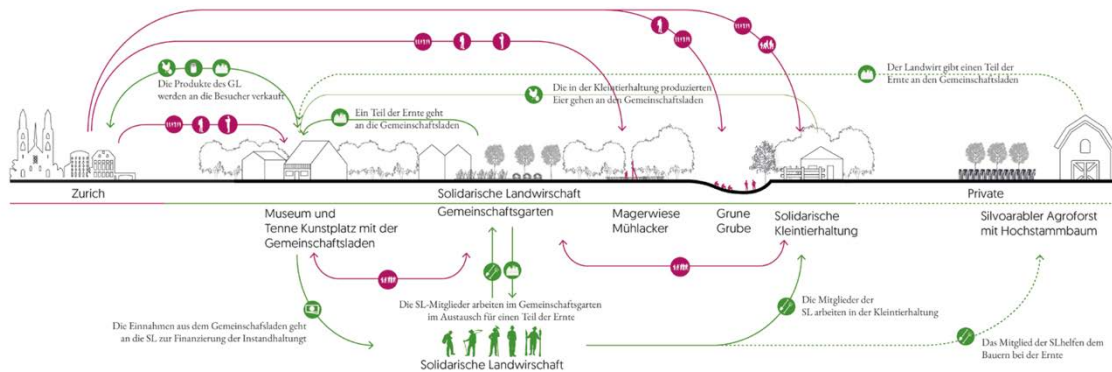 Die Produkte des GL
werden an die Besucher verkauft
Ein Teil der Ernte geht
an die Gemeinschaftsladen
Die in der Kleintierhaltung produzierten
Eier gehen an den Gemeinschaftsladen
Der Landwirt gibt einen Teil der
Ernte an den Gemeinschaftsladen
Zurich
Solidarische Landwirschaft
Private
Museum und
Tenne Kunstplatz mit der
Gemeinschaftsladen
Gemeinschaftsgarten
Magerwiese
Mühlacker
Grune
Grube
Solidarische
Kleintierhaltung
Silvoarabler Agroforst
mit Hochstammbaum
Die Einnahmen aus dem Gemeinschafsladen geht
an die SL zur Finanzierung der Instandhaltungt
Die SL-Mitglieder arbeiten im Gemeinschaftsgarten
im Austausch für einen Teil der Ernte
Solidarische Landwirschaft
Die Mitglieder der
SL arbeiten in der Kleintierhaltung
Das Mitglied der SLhelfen dem
Bauern bei der Ernte